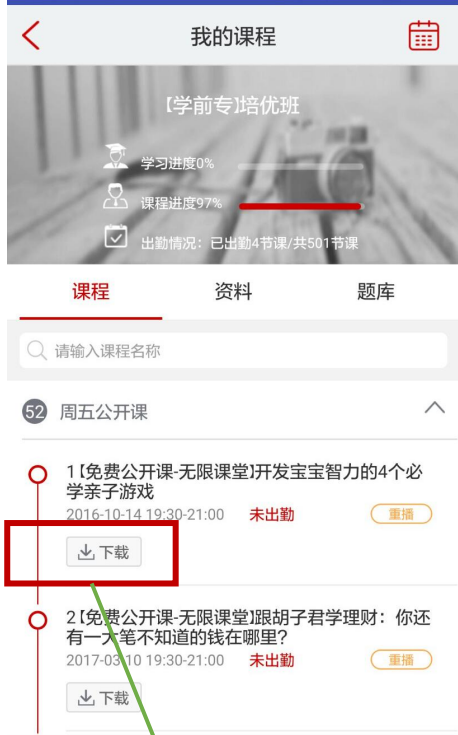 我的课程
【学前专】培优班
学习进度0%
课程进度97%
出勤情况：已出勤4节课/共501节课
课程
资料
题库
请输入课程名称
52 周五公开课
1【免费公开课-无限课堂】开发宝宝智力的4个必
学亲子游戏
2016-10-14 19:30-21:00 未出勤 重播
下载
2【免费公开课-无限课堂】跟胡子君学理财：你还
有一大笔不知道的钱在哪里？
2017-03-10 19:30-21:00 未出勤 重播
下载